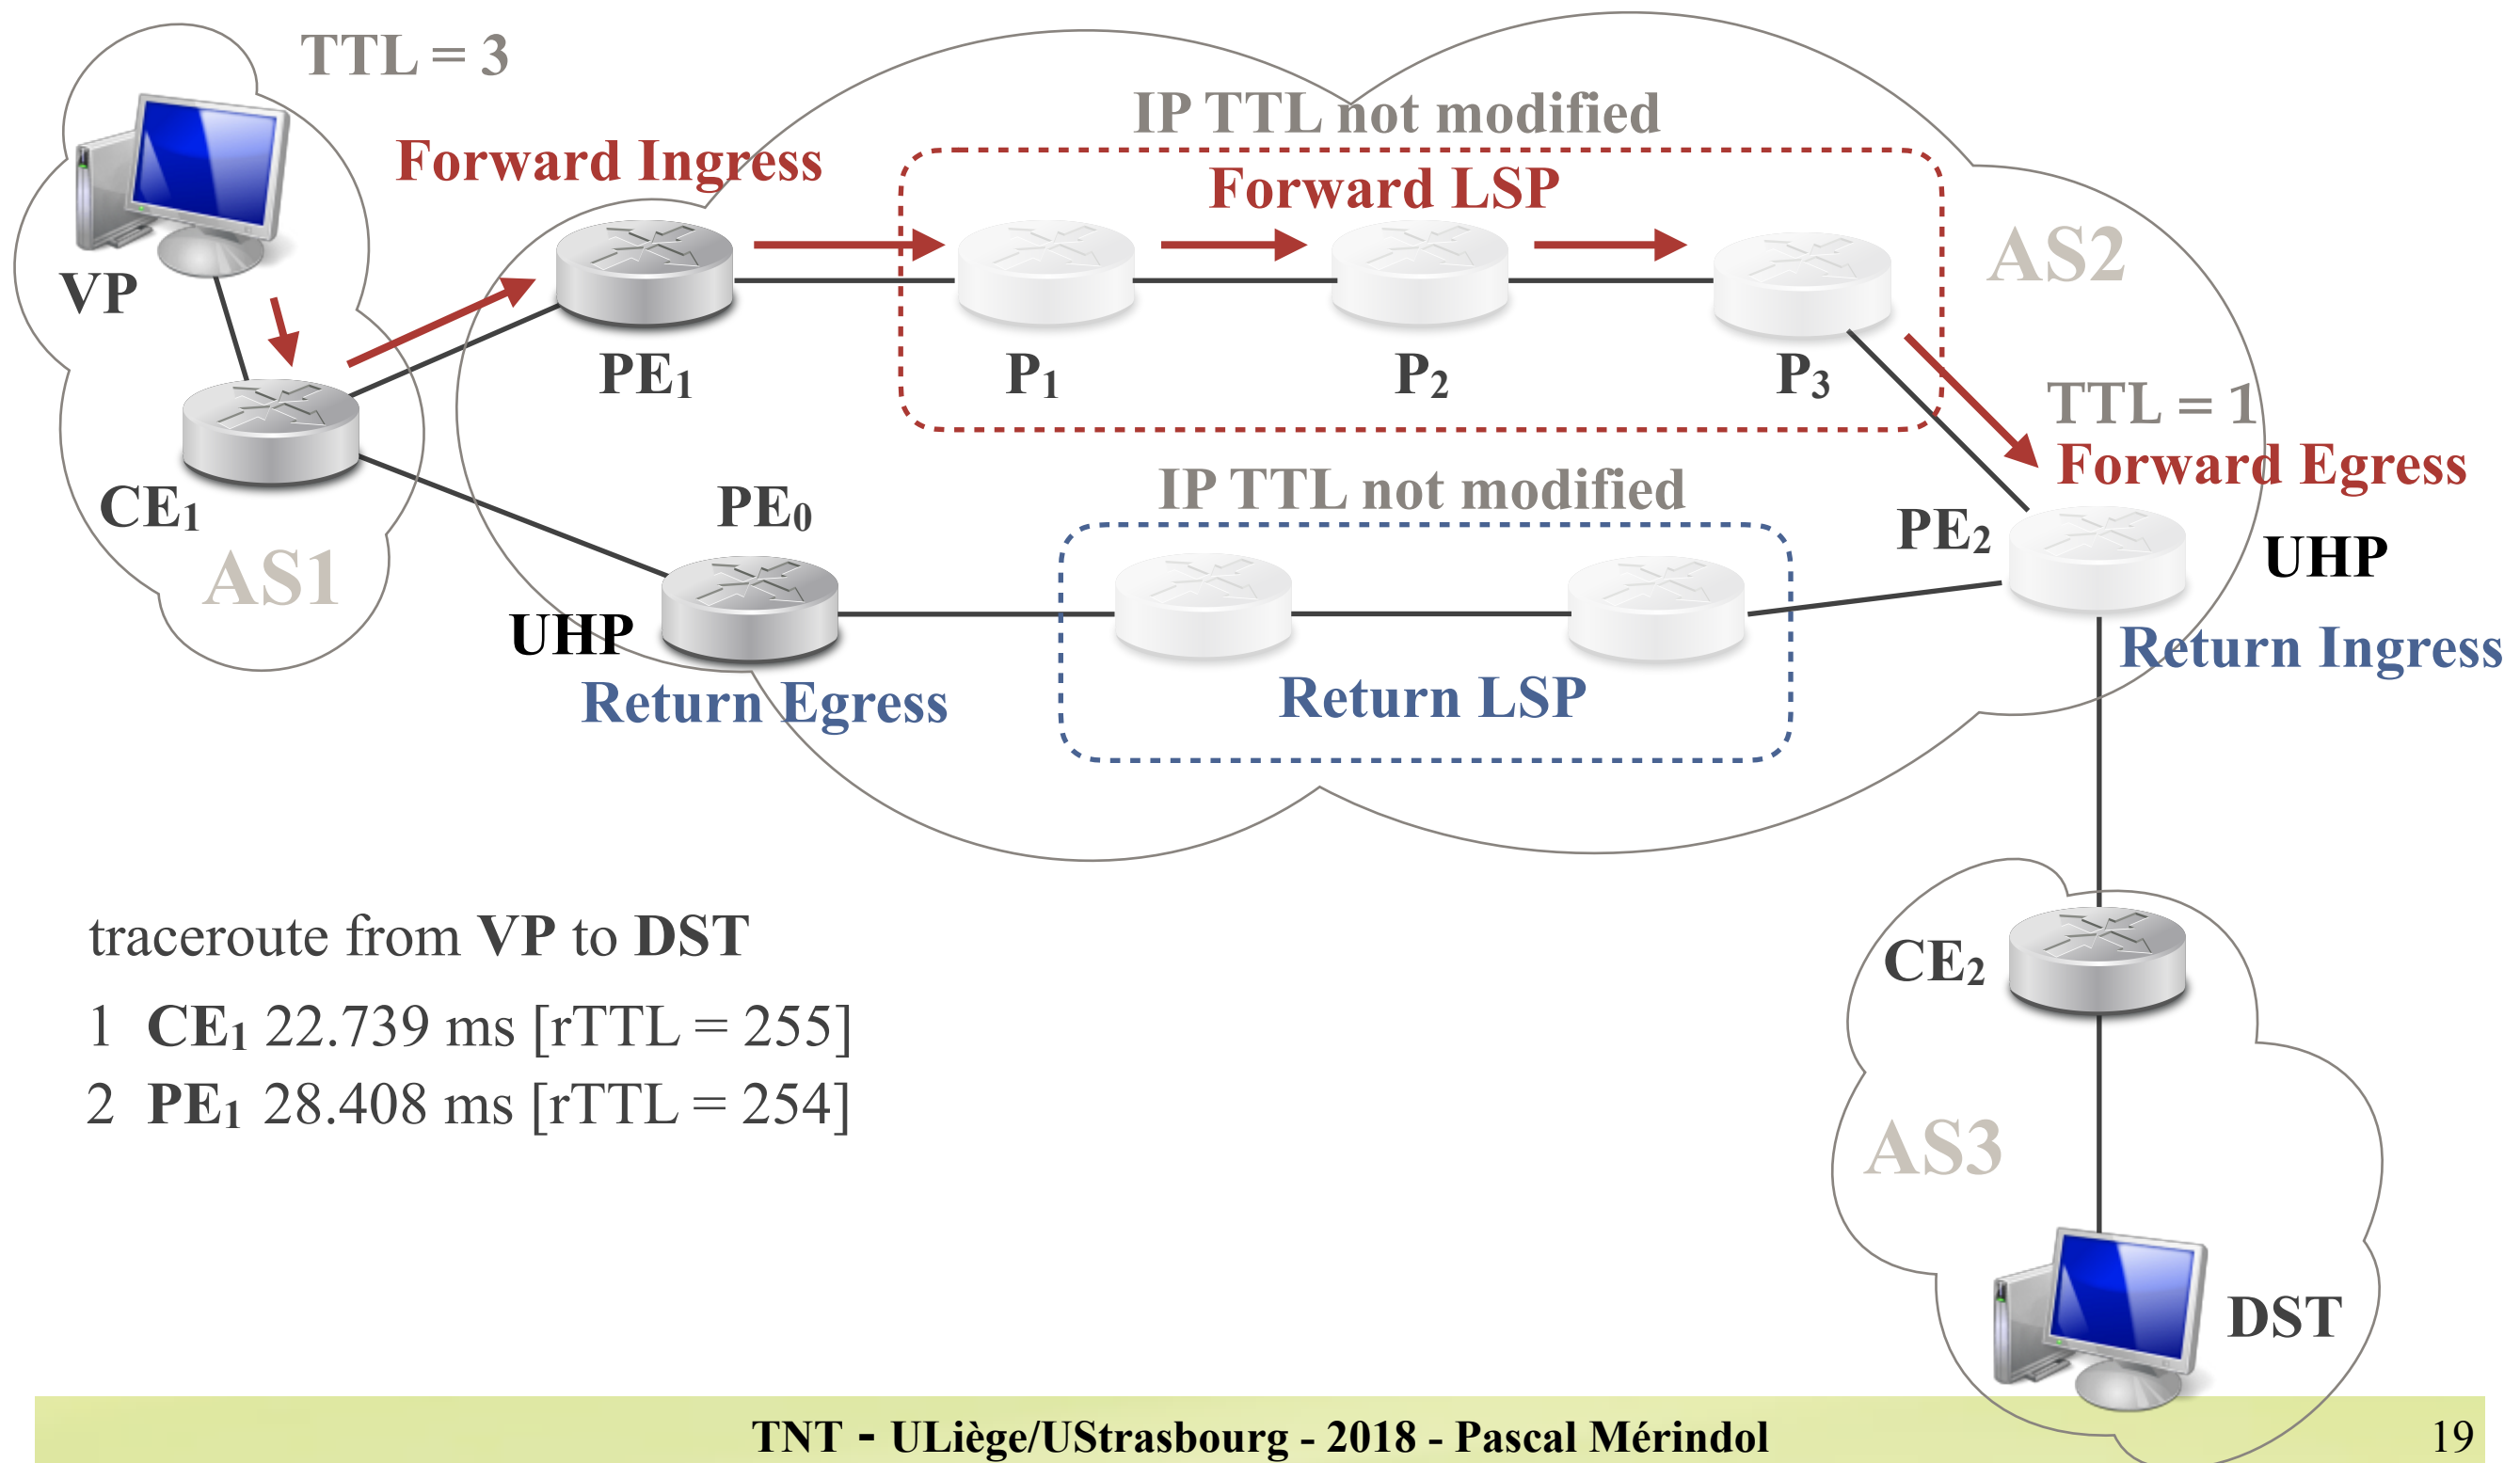 TTL = 3
IP TTL not modified
Forward Ingress
Forward LSP
AS2
VP
PE₁
P₁
P₂
P₃
TTL = 1
Forward Egress
IP TTL not modified
CE₁
PE₀
PE₂
UHP
AS1
UHP
Return Ingress
Return Egress
Return LSP
traceroute from VP to DST
1 CE₁ 22.739 ms [rTTL = 255]
2 PE₁ 28.408 ms [rTTL = 254]
CE₂
AS3
DST
TNT - ULiège/UStrasbourg - 2018 - Pascal Mérindol
19